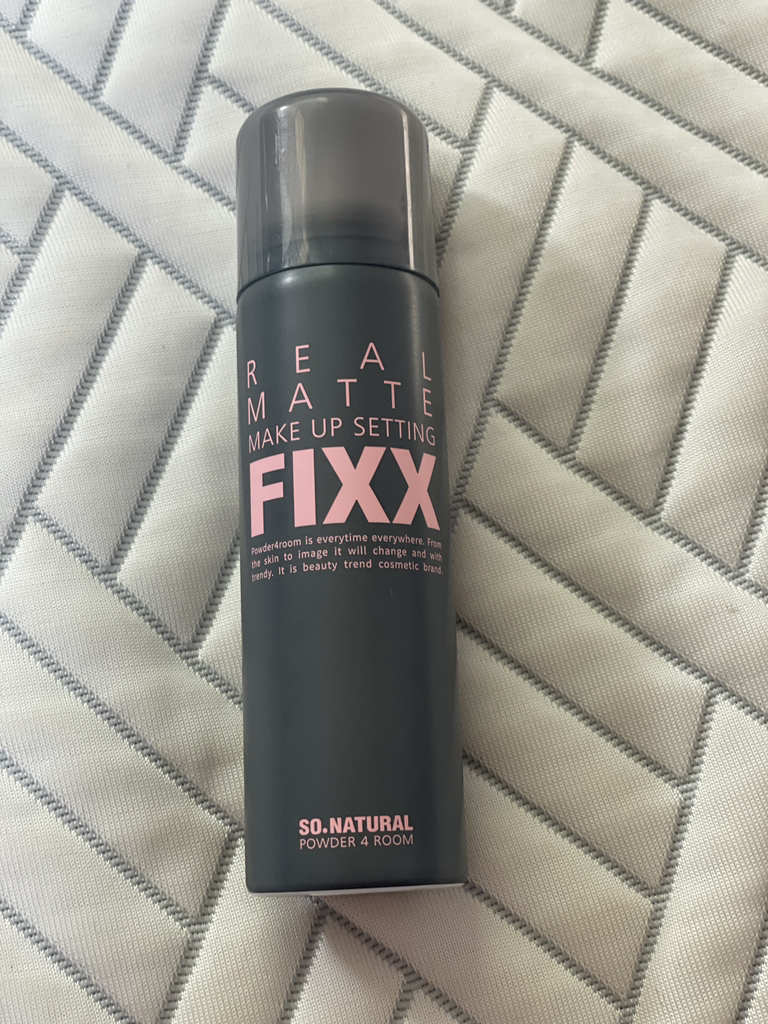 REAL
MATTE
MAKE UP SETTING
FIXX
Powder4room is everytime everywhere. From
the skin to image it will change and with
trendy. It is beauty trend cosmetic brand.
SO.NATURAL
POWDER 4 ROOM